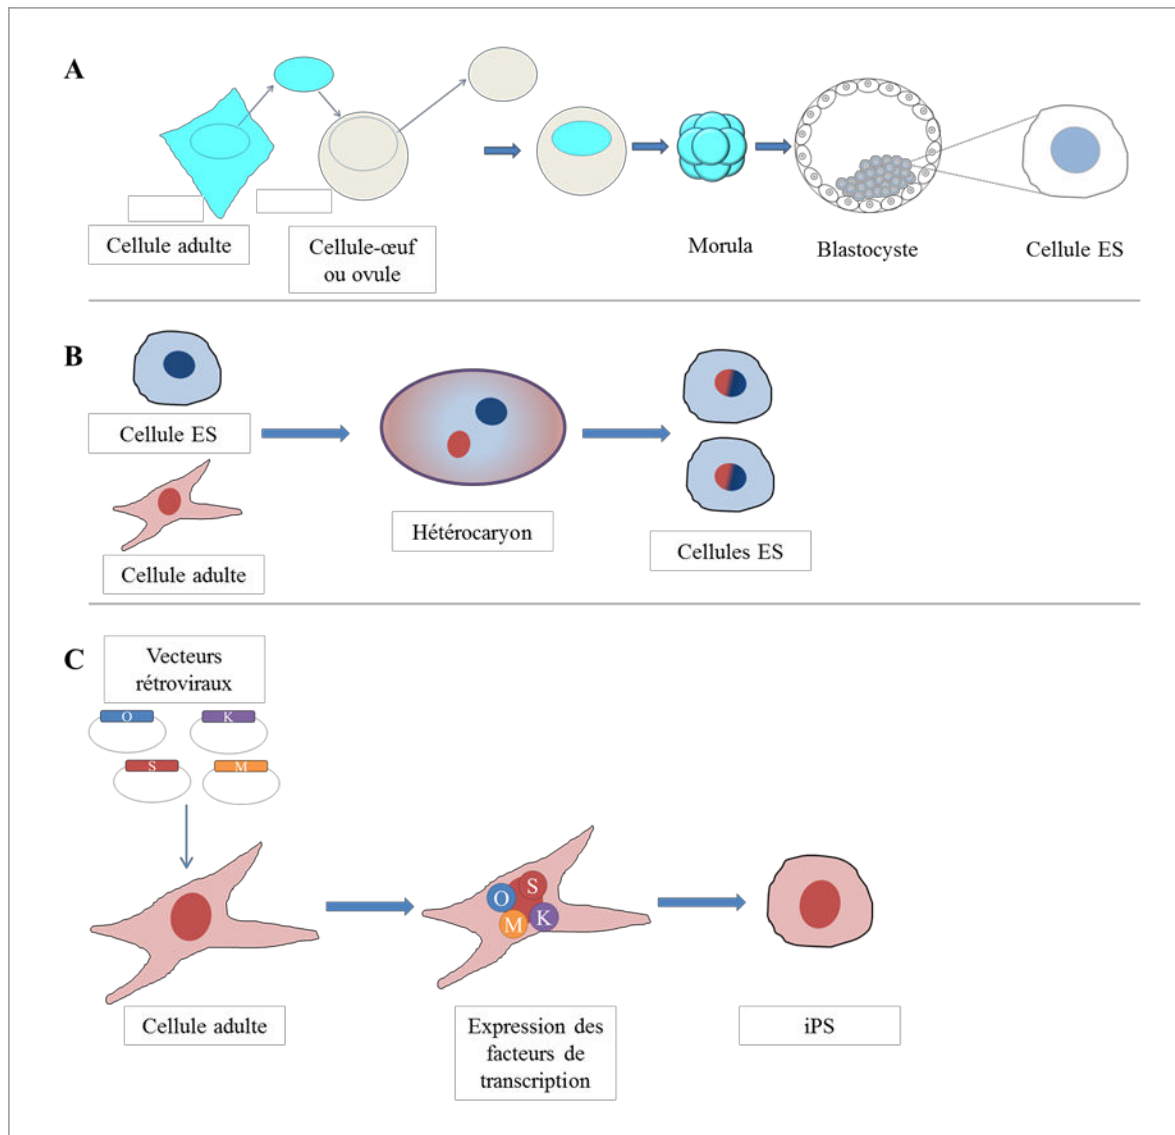 A
Cellule adulte
Cellule-œuf
ou ovule
Morula
Blastocyste
Cellule ES
B
Cellule ES
Cellule adulte
Hétérocaryon
Cellules ES
C
Vecteurs
rétroviraux
O
K
S
M
Cellule adulte
S
O
M
K
Expression des
facteurs de
transcription
iPS